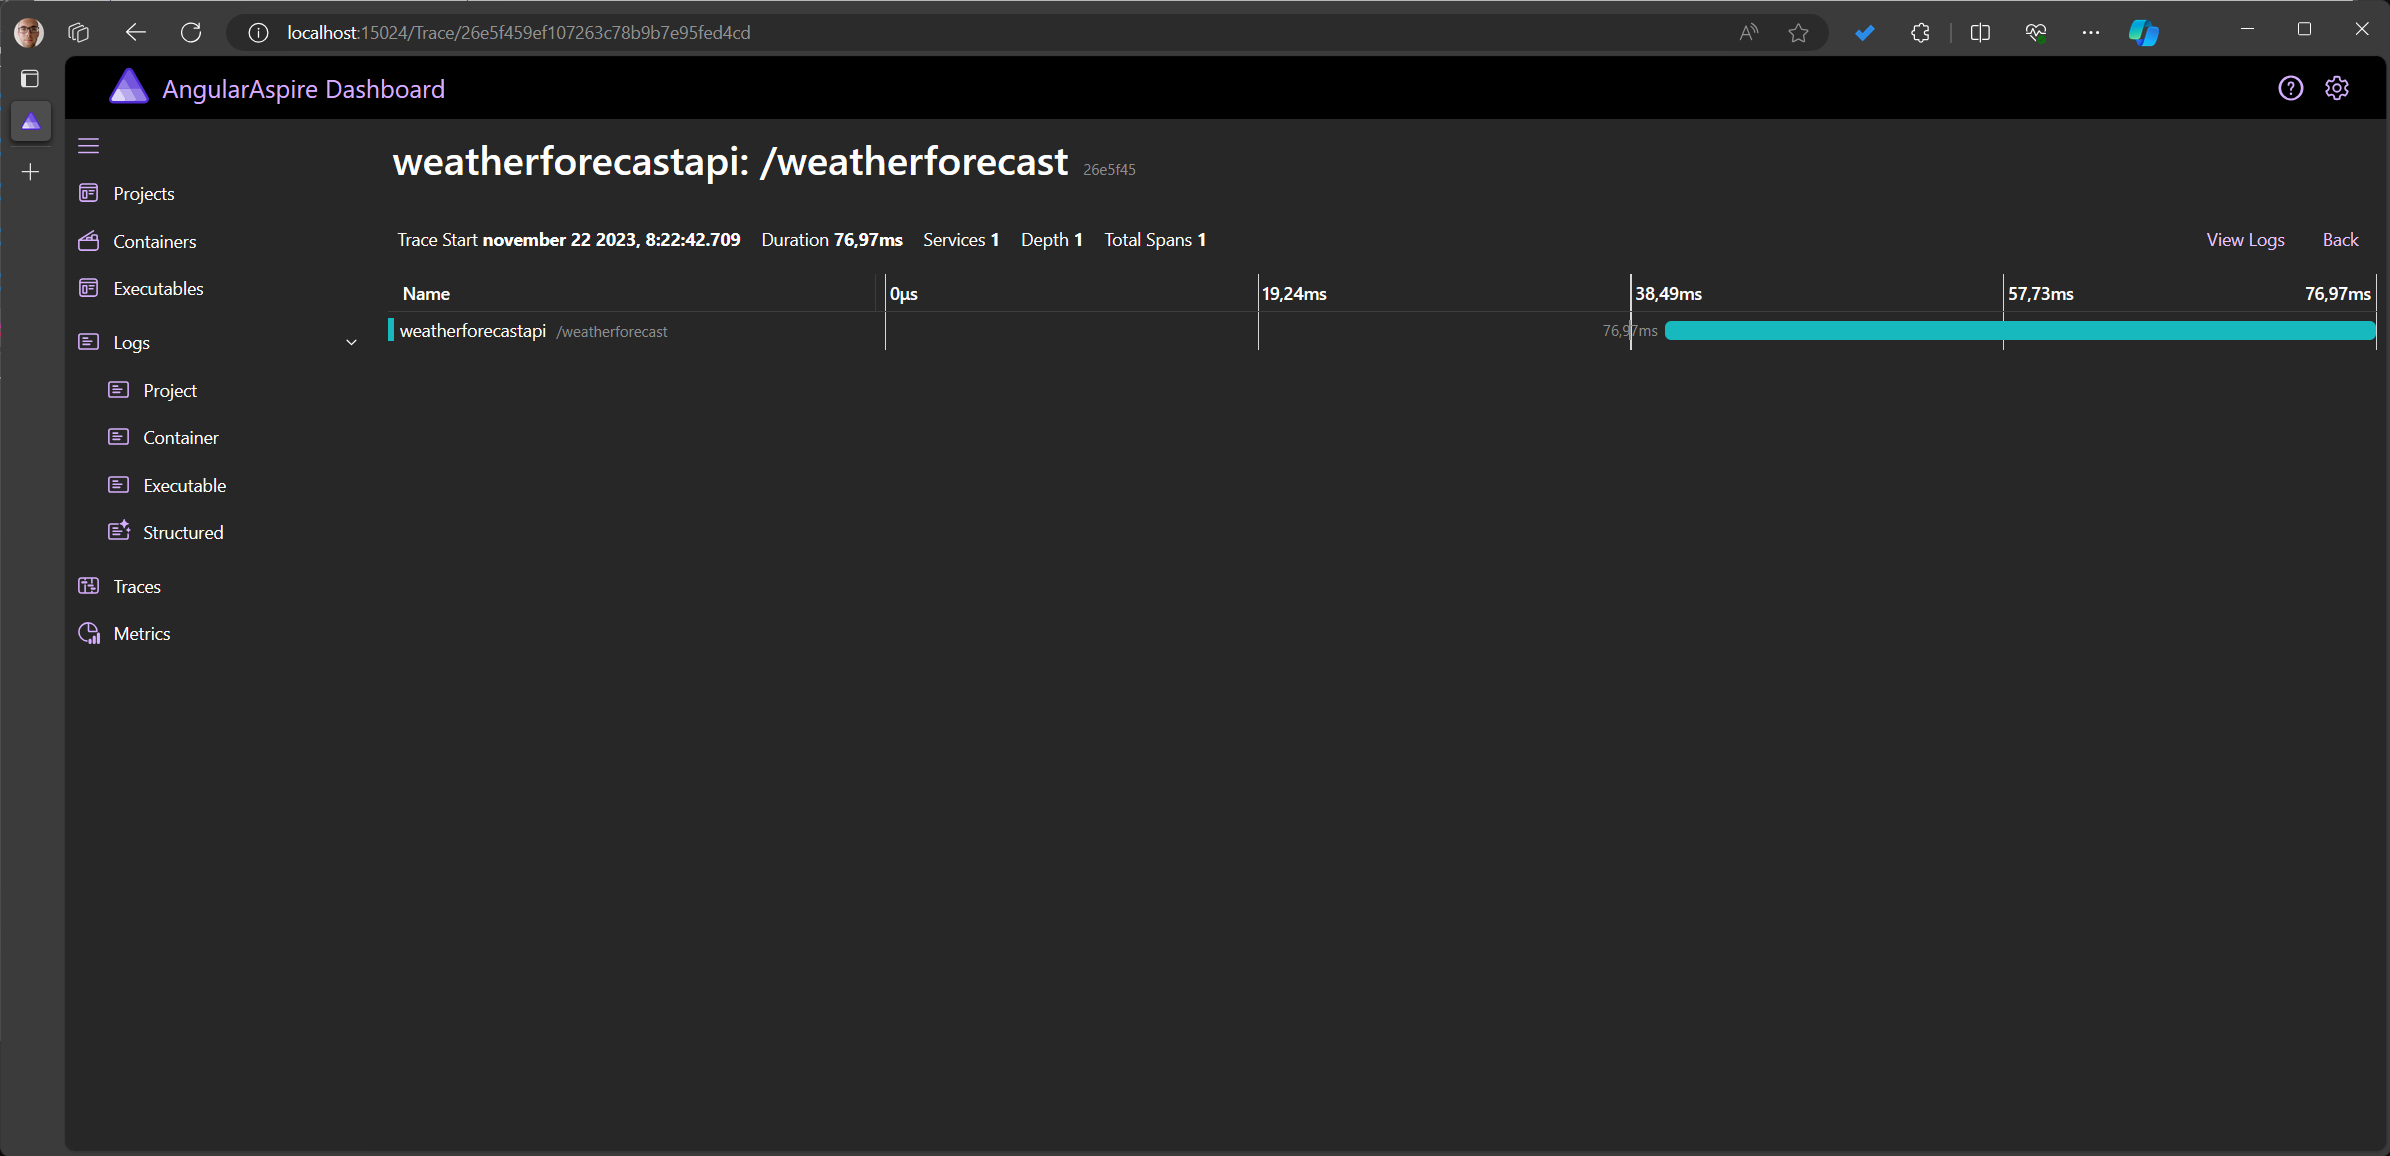 localhost:15024/Trace/26e5f459ef107263c78b9b7e95fed4cd
AngularAspire Dashboard
Projects
Containers
Executables
Logs
Project
Container
Executable
Structured
Traces
Metrics
weatherforecastapi: /weatherforecast 26e5f45
Trace Start november 22 2023, 8:22:42.709 Duration 76,97ms Services 1 Depth 1 Total Spans 1 View Logs Back
Name 0µs 19,24ms 38,49ms 57,73ms 76,97ms
weatherforecastapi /weatherforecast 76,97ms